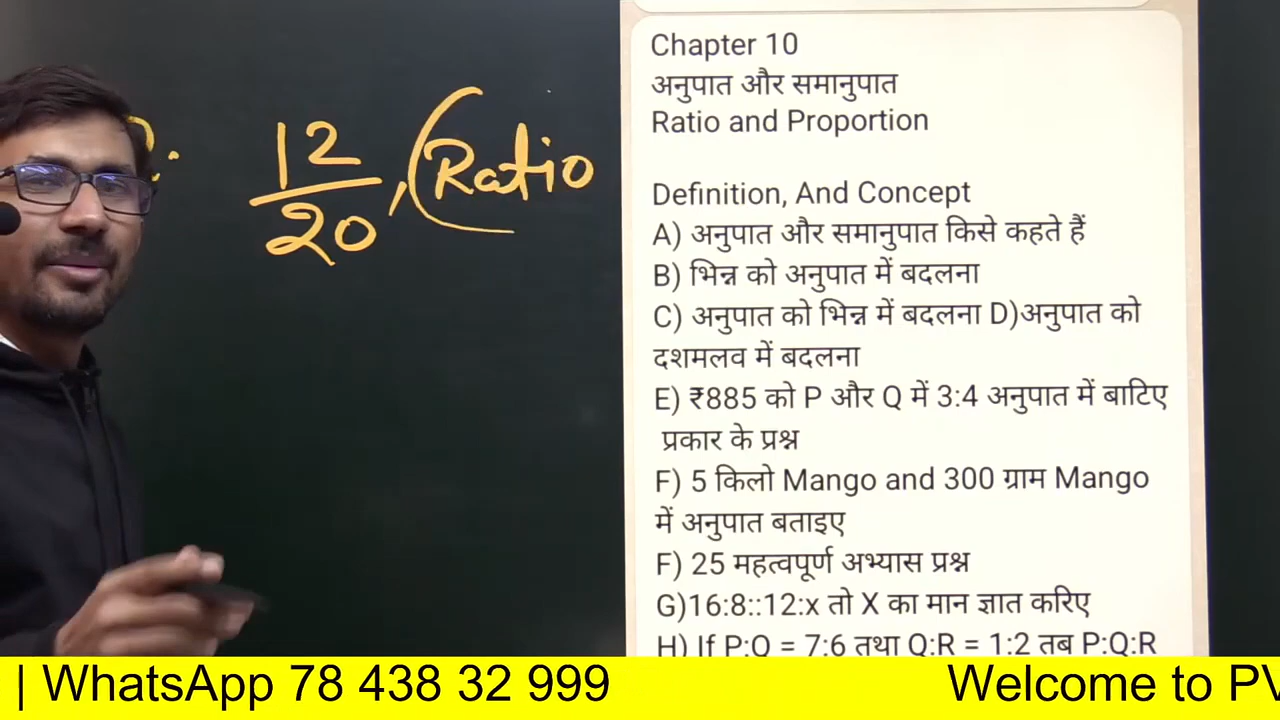 12
20 , (Ratio
Chapter 10
अनुपात और समानुपात
Ratio and Proportion
Definition, And Concept
A) अनुपात और समानुपात किसे कहते हैं
B) भिन्न को अनुपात में बदलना
C) अनुपात को भिन्न में बदलना D)अनुपात को
दशमलव में बदलना
E) ₹885 को P और Q में 3:4 अनुपात में बाटिए
प्रकार के प्रश्न
F) 5 किलो Mango and 300 ग्राम Mango
में अनुपात बताइए
F) 25 महत्वपूर्ण अभ्यास प्रश्न
G)16:8::12:x तो X का मान ज्ञात करिए
H) If P:Q = 7:6 तथा Q:R = 1:2 तब P:Q:R
| WhatsApp 78 438 32 999 Welcome to PV